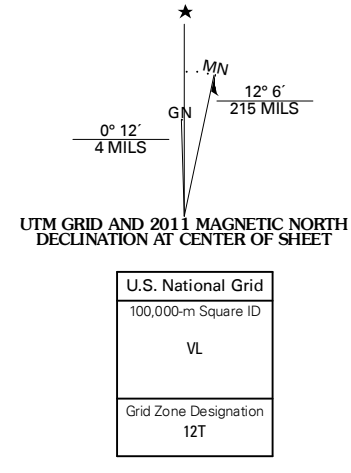 ★
MN
GN
12° 6´
215 MILS
0° 12´
4 MILS
UTM GRID AND 2011 MAGNETIC NORTH
DECLINATION AT CENTER OF SHEET
U.S. National Grid
100,000-m Square ID
VL
Grid Zone Designation
12T